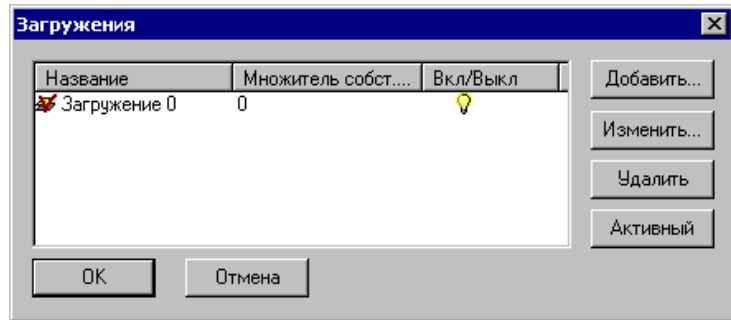 Загружения
Название Множитель собст.... Вкл/Выкл
Загружение 0 0
Добавить...
Изменить...
Удалить
Активный
OK Отмена